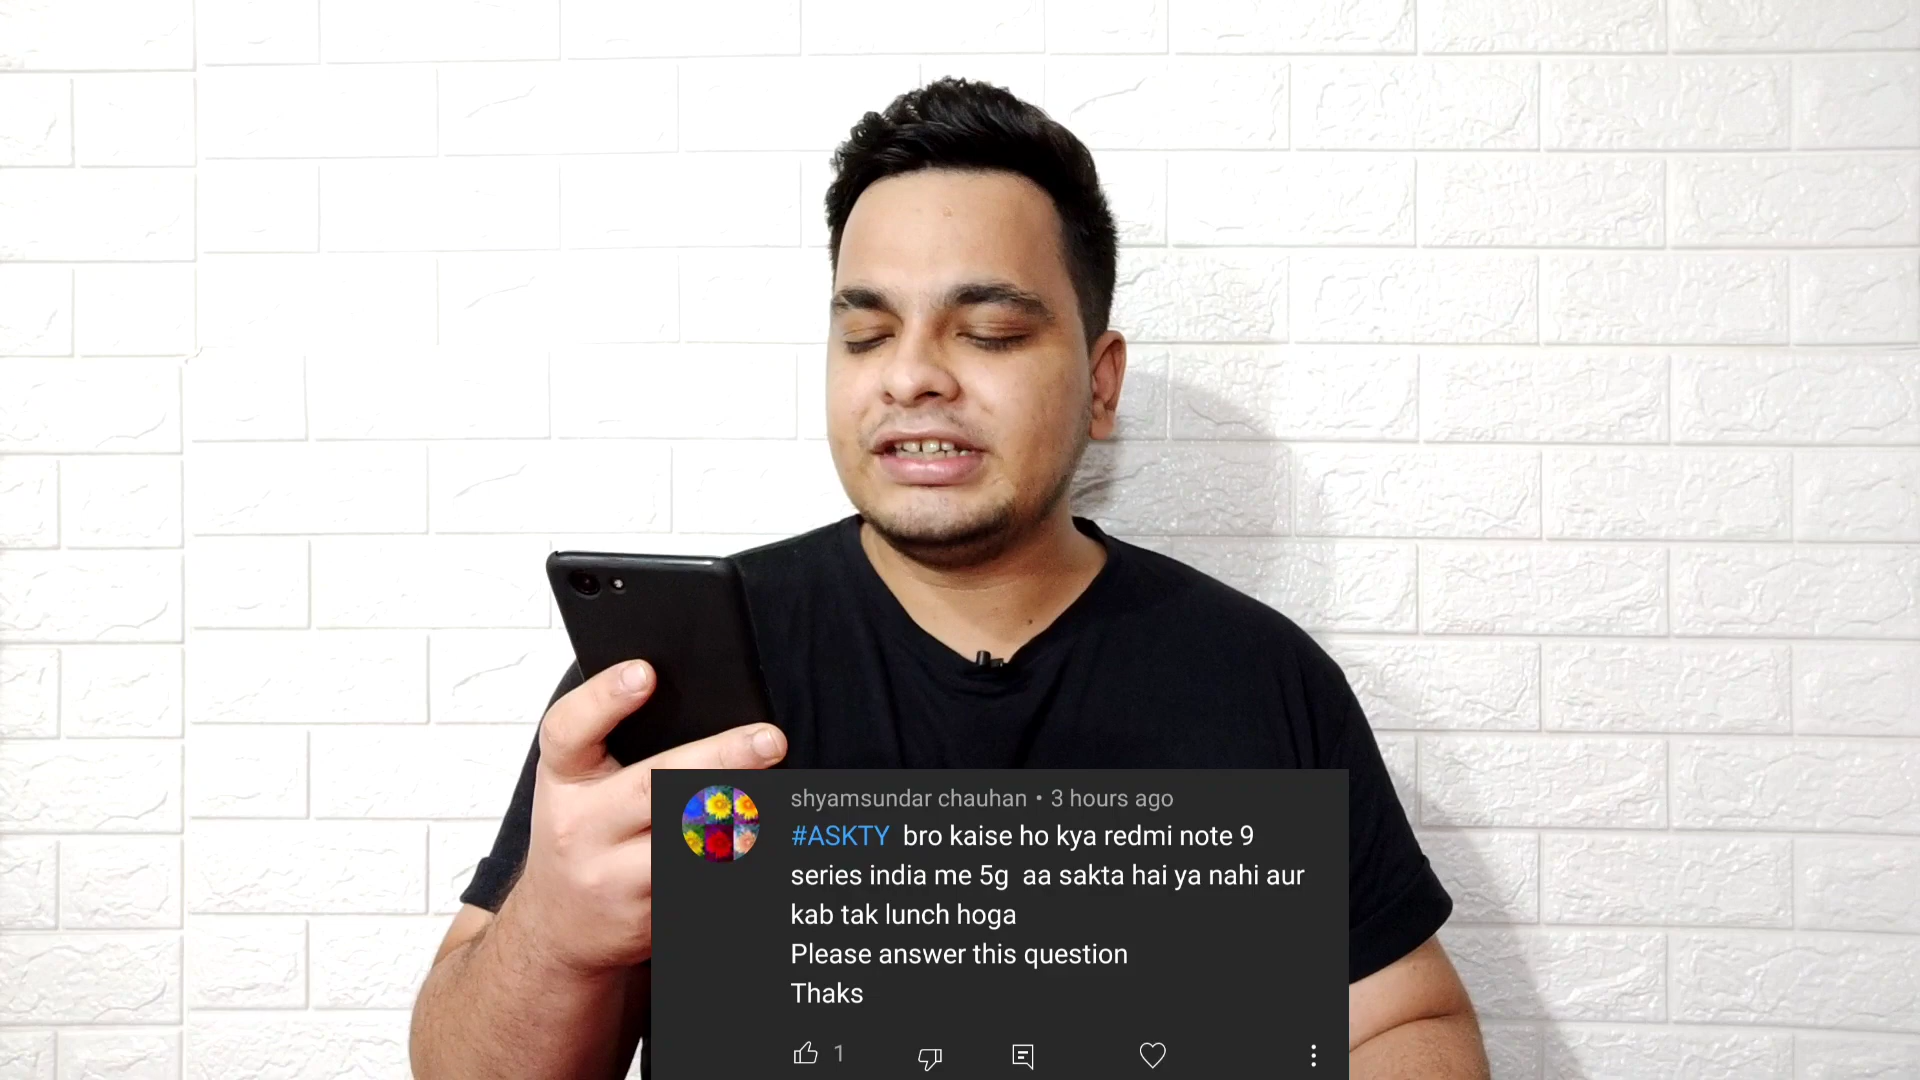 shyamsundar chauhan • 3 hours ago
#ASKTY bro kaise ho kya redmi note 9
series india me 5g aa sakta hai ya nahi aur
kab tak lunch hoga
Please answer this question
Thaks
1